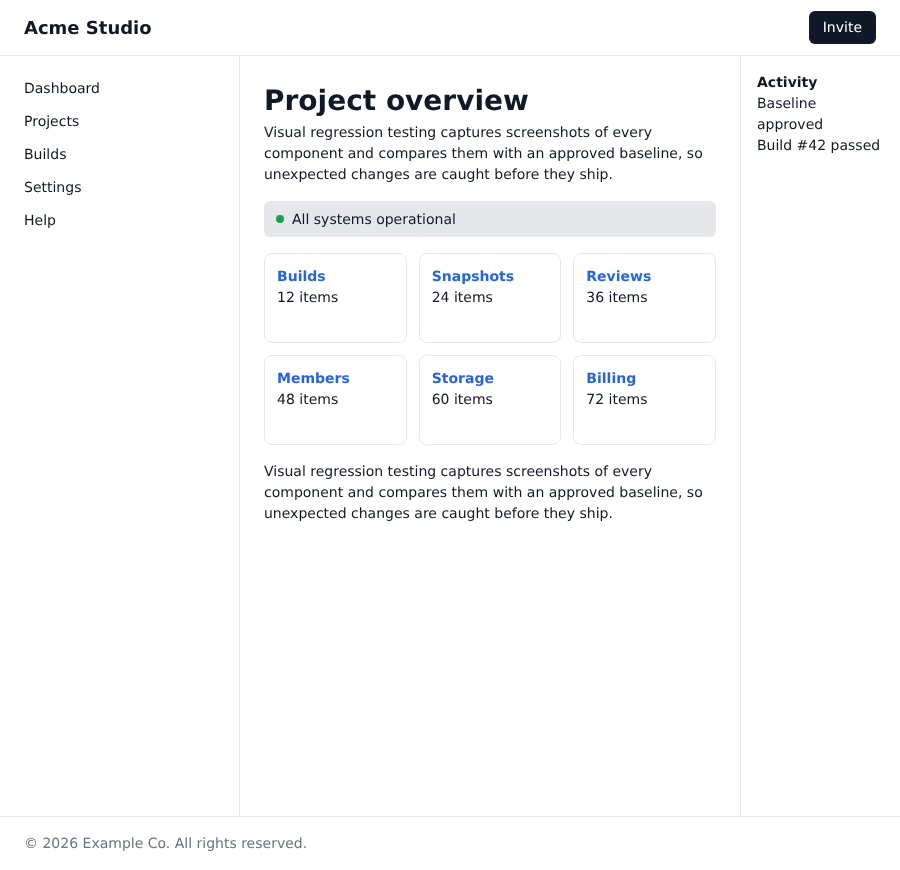 Acme Studio
Invite
Dashboard
Projects
Builds
Settings
Help
Project overview
Visual regression testing captures screenshots of every
component and compares them with an approved baseline, so
unexpected changes are caught before they ship.
All systems operational
Builds
12 items
Snapshots
24 items
Reviews
36 items
Members
48 items
Storage
60 items
Billing
72 items
Visual regression testing captures screenshots of every
component and compares them with an approved baseline, so
unexpected changes are caught before they ship.
Activity
Baseline
approved
Build #42 passed
© 2026 Example Co. All rights reserved.